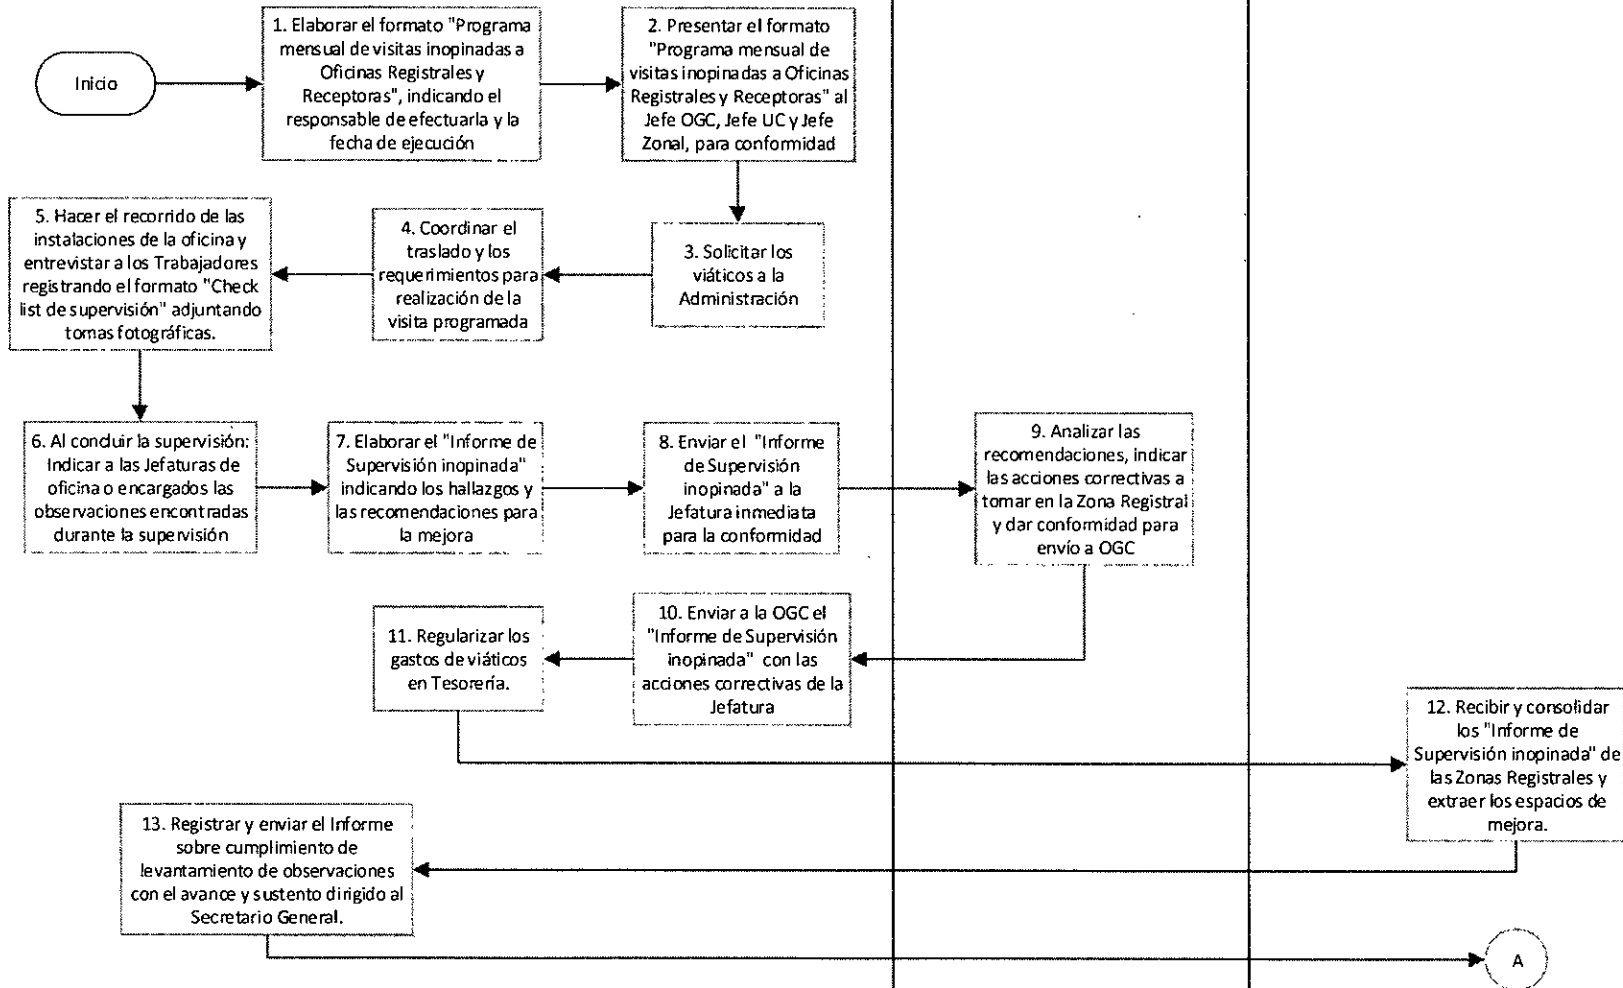 Inicio
1. Elaborar el formato "Programa
mensual de visitas inopinadas a
Oficinas Registrales y
Receptoras", indicando el
responsable de efectuarla y la
fecha de ejecución
2. Presentar el formato
"Programa mensual de
visitas inopinadas a Oficinas
Registrales y Receptoras" al
Jefe OGC, Jefe UC y Jefe
Zonal, para conformidad
5. Hacer el recorrido de las
instalaciones de la oficina y
entrevistar a los Trabajadores
registrando el formato "Check
list de supervisión" adjuntando
tomas fotográficas.
4. Coordinar el
traslado y los
requerimientos para
realización de la
visita programada
3. Solicitar los
viáticos a la
Administración
6. Al concluir la supervisión:
Indicar a las Jefaturas de
oficina o encargados las
observaciones encontradas
durante la supervisión
7. Elaborar el "Informe de
Supervisión inopinada"
indicando los hallazgos y
las recomendaciones para
la mejora
8. Enviar el "Informe
de Supervisión
inopinada" a la
Jefatura inmediata
para la conformidad
9. Analizar las
recomendaciones, indicar
las acciones correctivas a
tomar en la Zona Registral
y dar conformidad para
envío a OGC
11. Regularizar los
gastos de viáticos
en Tesorería.
10. Enviar a la OGC el
"Informe de Supervisión
inopinada" con las
acciones correctivas de la
Jefatura
12. Recibir y consolidar
los "Informe de
Supervisión inopinada" de
las Zonas Registrales y
extraer los espacios de
mejora.
13. Registrar y enviar el Informe
sobre cumplimiento de
levantamiento de observaciones
con el avance y sustento dirigido al
Secretario General.
A